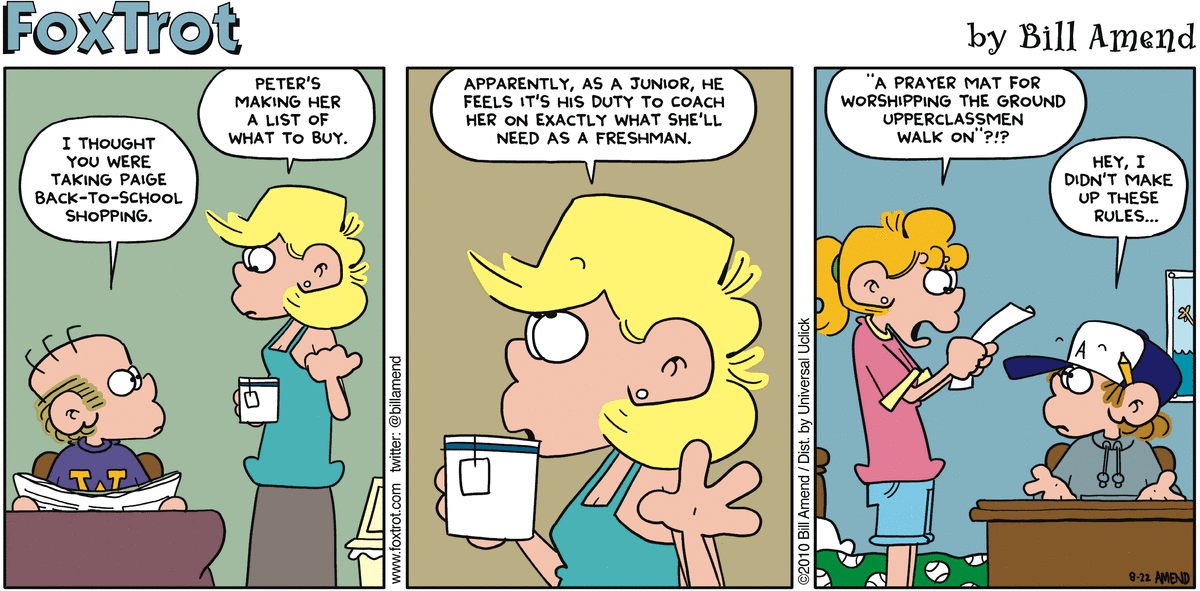 FoxTrot
by Bill Amend
I THOUGHT
YOU WERE
TAKING PAIGE
BACK-TO-SCHOOL
SHOPPING.
PETER'S
MAKING HER
A LIST OF
WHAT TO BUY.
W
www.foxtrot.com twitter: @billamend
APPARENTLY, AS A JUNIOR, HE
FEELS IT'S HIS DUTY TO COACH
HER ON EXACTLY WHAT SHE'LL
NEED AS A FRESHMAN.
©2010 Bill Amend / Dist. by Universal Uclick
"A PRAYER MAT FOR
WORSHIPPING THE GROUND
UPPERCLASSMEN
WALK ON"?!?
HEY, I
DIDN'T MAKE
UP THESE
RULES...
A
8-22 AMEND